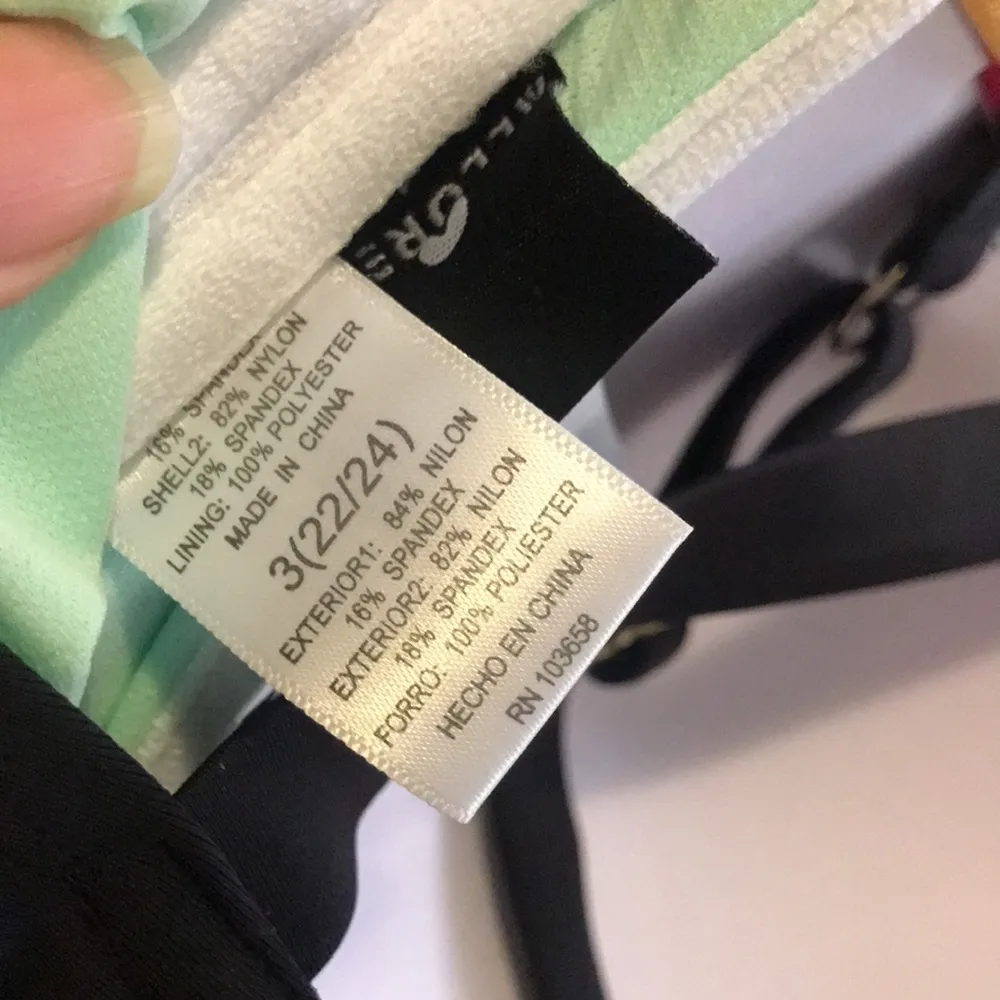 16% SPANDEX
SHELL2: 82% NYLON
18% SPANDEX
LINING: 100% POLYESTER
MADE IN CHINA
3(22/24)
EXTERIOR1: 84% NILON
16% SPANDEX
EXTERIOR2: 82% NILON
18% SPANDEX
FORRO: 100% POLIESTER
HECHO EN CHINA
RN 103658